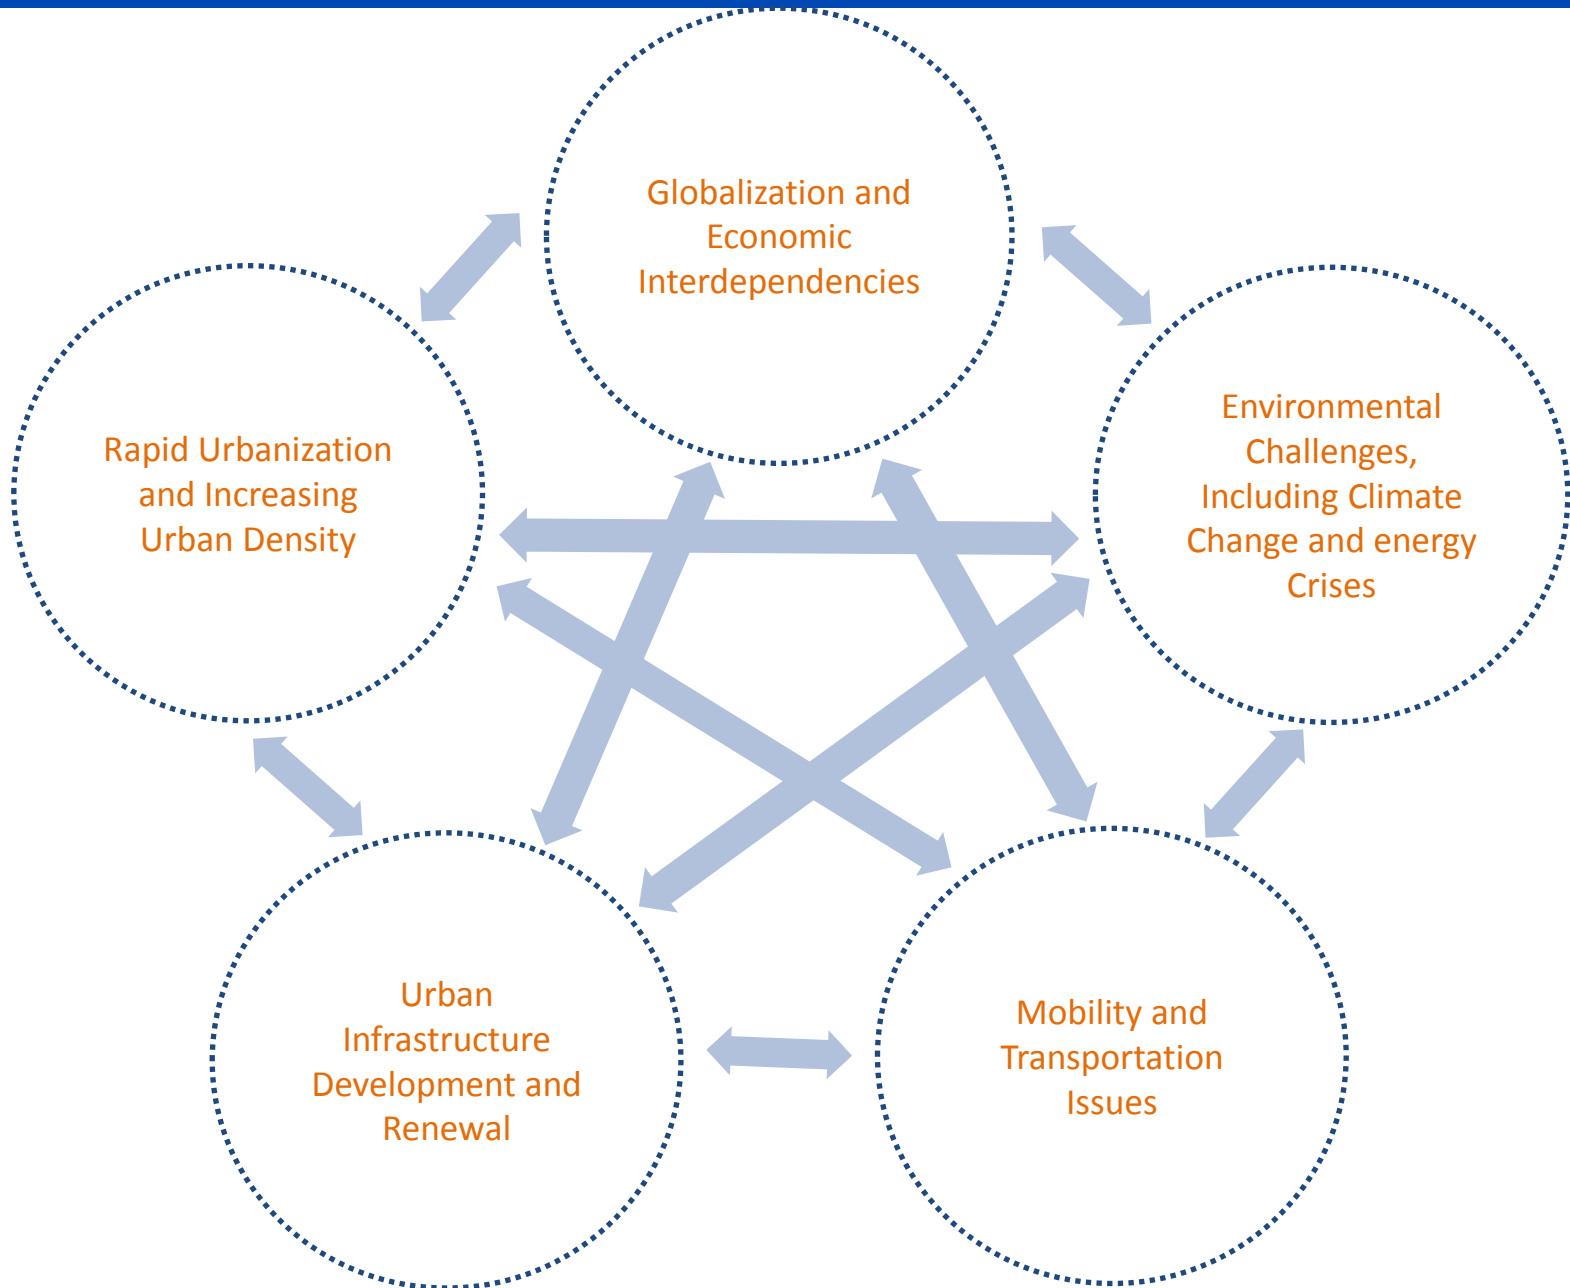 Globalization and
Economic
Interdependencies
Rapid Urbanization
and Increasing
Urban Density
Environmental
Challenges,
Including Climate
Change and energy
Crises
Urban
Infrastructure
Development and
Renewal
Mobility and
Transportation
Issues